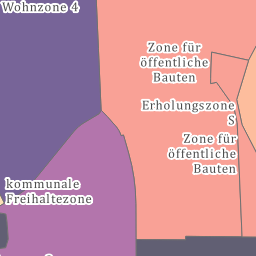 Wohnzone 4
Zone für
öffentliche
Bauten
Erholungszone
S
Zone für
öffentliche
Bauten
kommunale
Freihaltezone